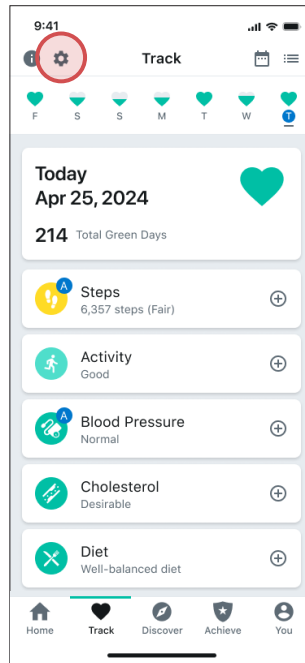 9:41
Track
F S S M T W T
Today
Apr 25, 2024
214 Total Green Days
A
Steps
6,357 steps (Fair)
Activity
Good
A
Blood Pressure
Normal
Cholesterol
Desirable
Diet
Well-balanced diet
Home Track Discover Achieve You